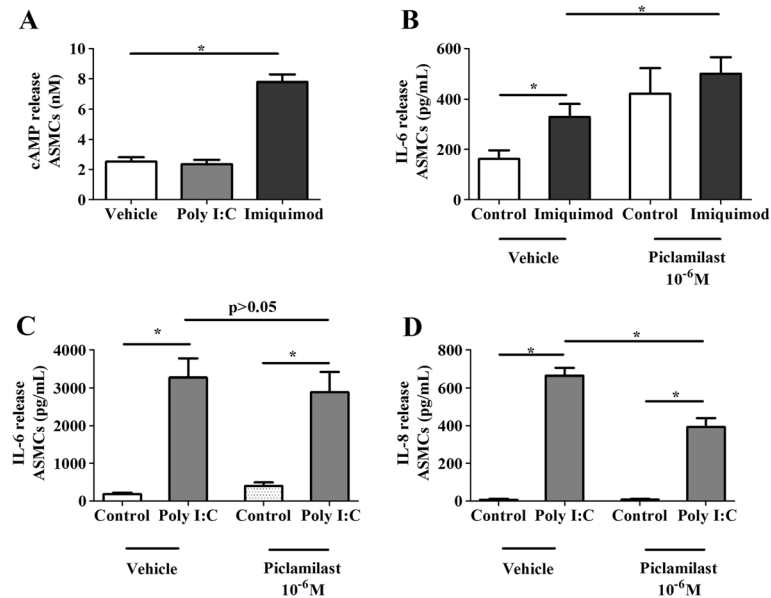 A
cAMP release
ASMCs (nM)
10
8
6
4
2
0
*
Vehicle Poly I:C Imiquimod
B
IL-6 release
ASMCs (pg/mL)
600
400
200
0
*
*
Control Imiquimod Control Imiquimod
Vehicle Piclamilast
10-6M
C
IL-6 release
ASMCs (pg/mL)
4000
3000
2000
1000
0
p>0.05
*
*
Control Poly I:C Control Poly I:C
Vehicle Piclamilast
10-6M
D
IL-8 release
ASMCs (pg/mL)
800
600
400
200
0
*
*
*
Control Poly I:C Control Poly I:C
Vehicle Piclamilast
10-6M